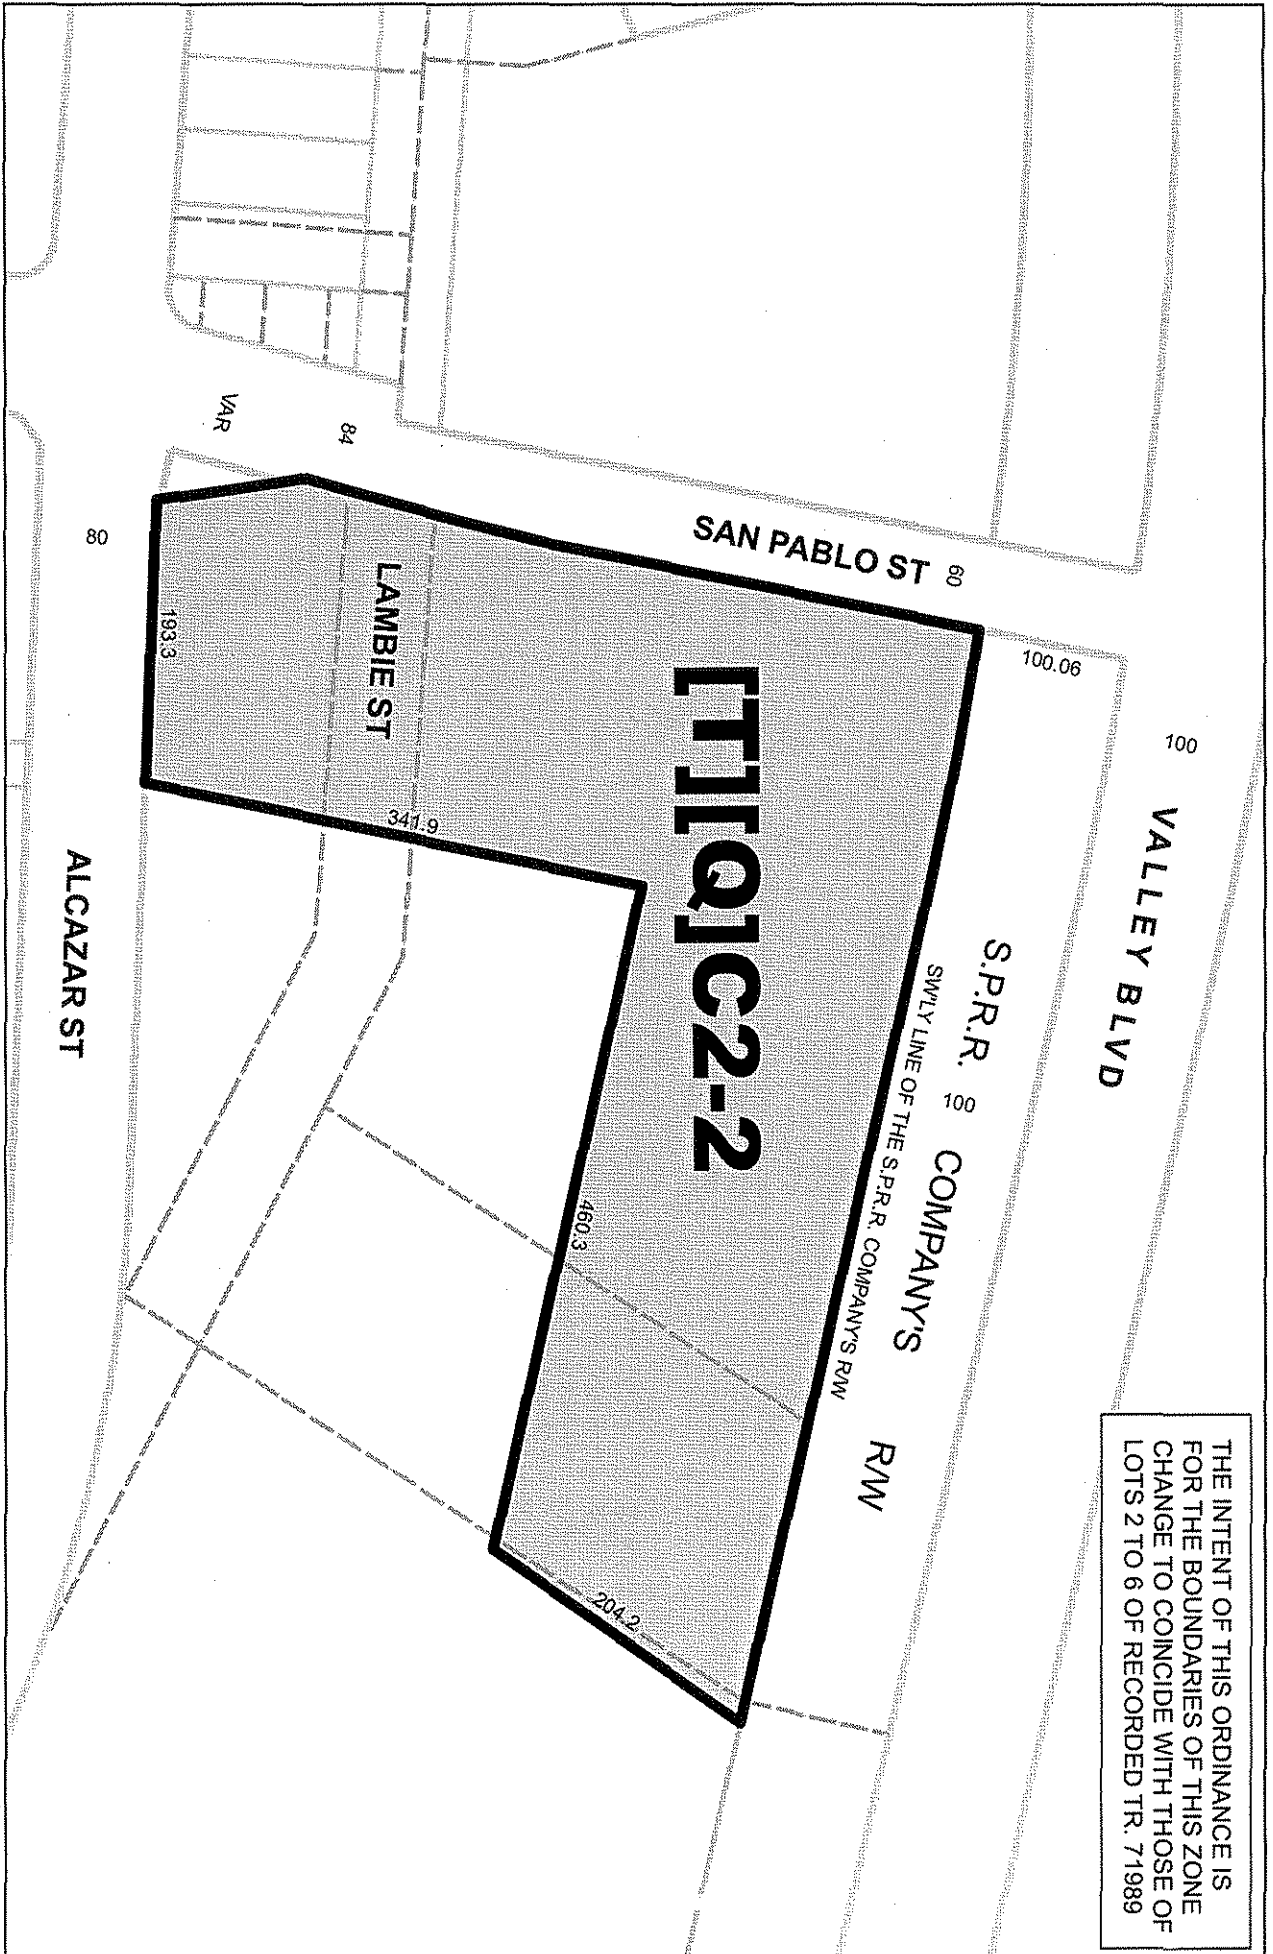 THE INTENT OF THIS ORDINANCE IS
FOR THE BOUNDARIES OF THIS ZONE
CHANGE TO COINCIDE WITH THOSE OF
LOTS 2 TO 6 OF RECORDED TR. 71989
100
VALLEY BLVD
100.06
S.P.R.R.
100
COMPANY'S
R/W
SW'LY LINE OF THE S.P.R.R. COMPANY'S R/W
60
SAN PABLO ST
[T][Q]C2-2
204.2
460.3
341.9
LAMBIE ST
84
VAR
193.3
80
ALCAZAR ST